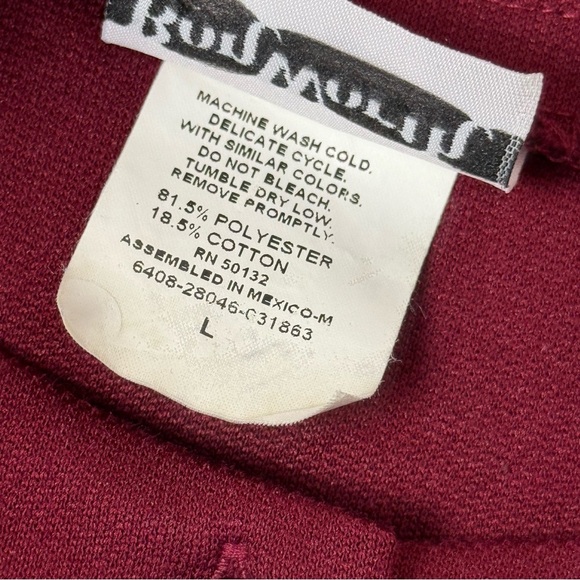 MACHINE WASH COLD.
DELICATE CYCLE.
WITH SIMILAR COLORS.
DO NOT BLEACH.
TUMBLE DRY LOW.
REMOVE PROMPTLY.
81.5% POLYESTER
18.5% COTTON
RN 50132
ASSEMBLED IN MEXICO-M
6408-28046-031863
L